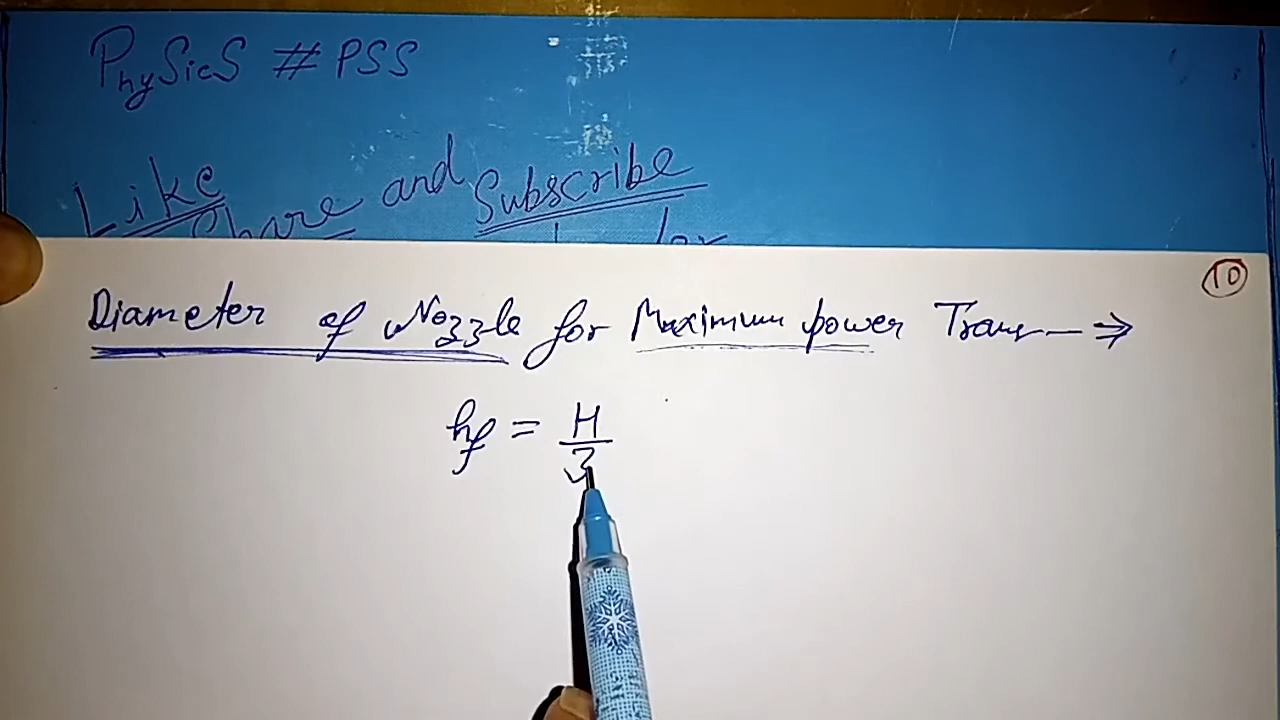 PhySicS # PSS
Like Share and Subscribe
10
Diameter of Nozzle for Maximum power Trans— ⇒
hf = H/3